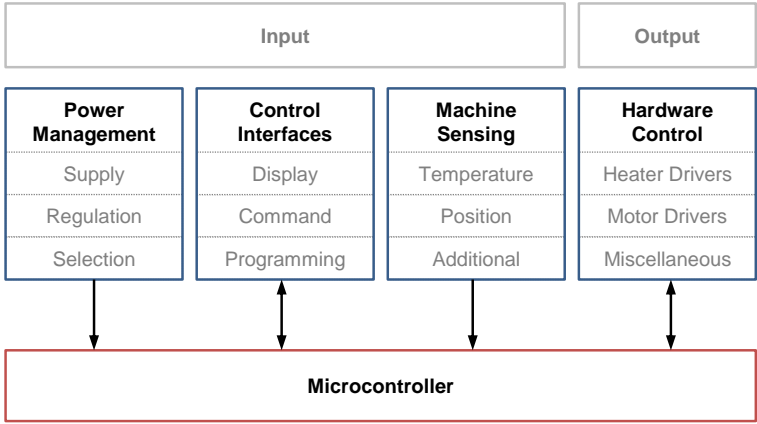 Input
Output
Power
Management
Supply
Regulation
Selection
Control
Interfaces
Display
Command
Programming
Machine
Sensing
Temperature
Position
Additional
Hardware
Control
Heater Drivers
Motor Drivers
Miscellaneous
Microcontroller